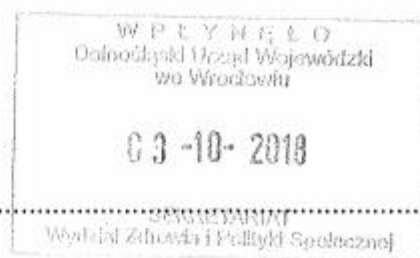 WPŁYNĘŁO
Dolnośląski Urząd Wojewódzki
we Wrocławiu
03 -10- 2018
SEKRETARIAT
Wydział Zdrowia i Polityki Społecznej